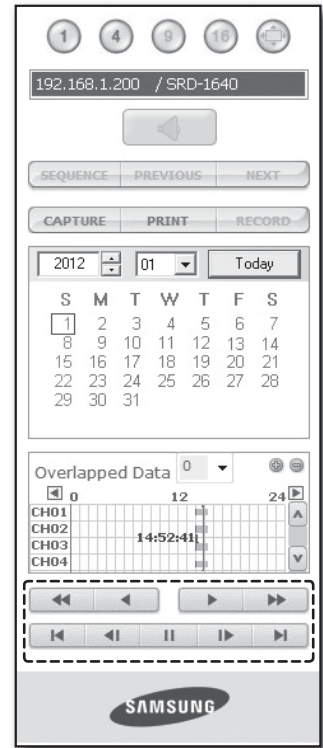 1 4 9 16
192.168.1.200 / SRD-1640
SEQUENCE PREVIOUS NEXT
CAPTURE PRINT RECORD
2012 01 Today
S M T W T F S
1 2 3 4 5 6 7
8 9 10 11 12 13 14
15 16 17 18 19 20 21
22 23 24 25 26 27 28
29 30 31
Overlapped Data 0
0 12 24
CH01
CH02
14:52:41
CH03
CH04
SAMSUNG